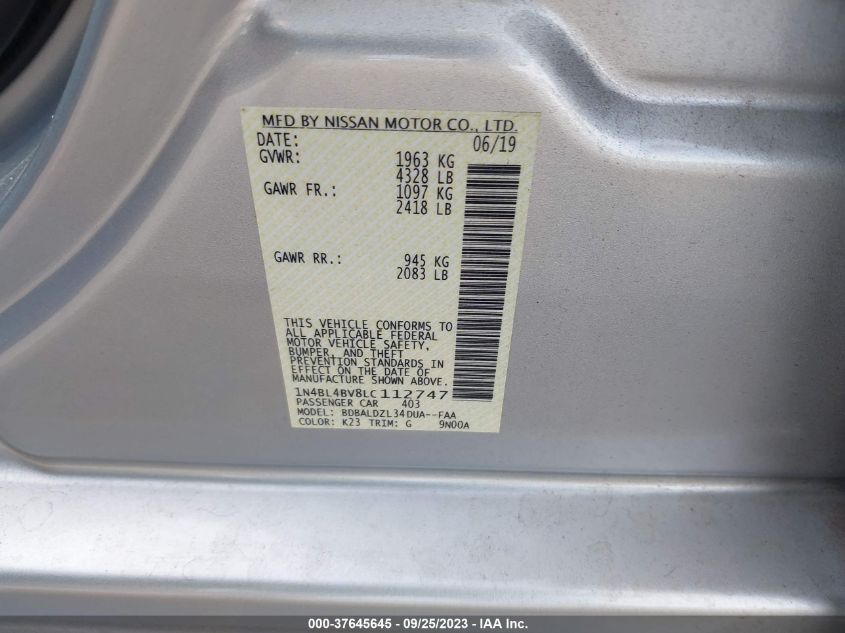 MFD BY NISSAN MOTOR CO., LTD.
DATE: 06/19
GVWR: 1963 KG
4328 LB
GAWR FR.: 1097 KG
2418 LB
GAWR RR.: 945 KG
2083 LB
THIS VEHICLE CONFORMS TO
ALL APPLICABLE FEDERAL
MOTOR VEHICLE SAFETY,
BUMPER, AND THEFT
PREVENTION STANDARDS IN
EFFECT ON THE DATE OF
MANUFACTURE SHOWN ABOVE.
1N4BL4BV8LC112747
PASSENGER CAR 403
MODEL: BDBALDZL34DUA--FAA
COLOR: K23 TRIM: G 9N00A
000-37645645 - 09/25/2023 - IAA Inc.